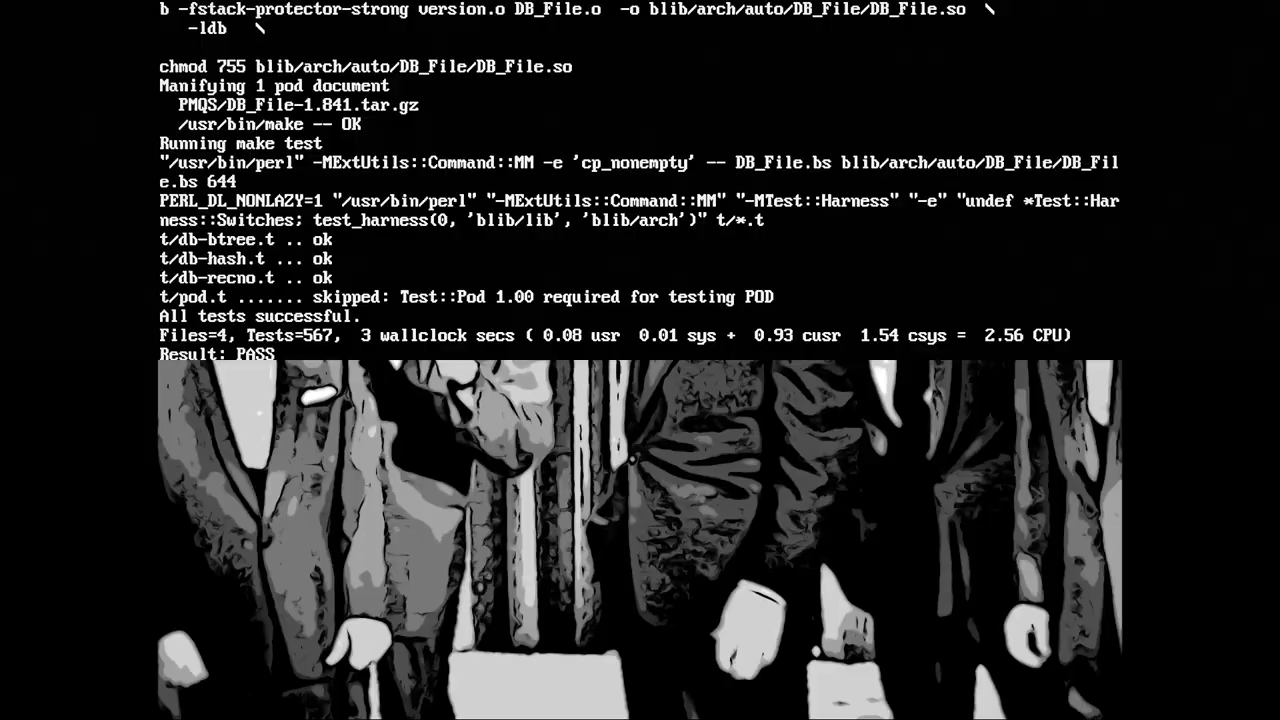 b -fstack-protector-strong version.o DB_File.o  -o blib/arch/auto/DB_File/DB_File.so  \
   -ldb   \
chmod 755 blib/arch/auto/DB_File/DB_File.so
Manifying 1 pod document
  PMQS/DB_File-1.841.tar.gz
  /usr/bin/make -- OK
Running make test
"/usr/bin/perl" -MExtUtils::Command::MM -e 'cp_nonempty' -- DB_File.bs blib/arch/auto/DB_File/DB_Fil
e.bs 644
PERL_DL_NONLAZY=1 "/usr/bin/perl" "-MExtUtils::Command::MM" "-MTest::Harness" "-e" "undef *Test::Har
ness::Switches; test_harness(0, 'blib/lib', 'blib/arch')" t/*.t
t/db-btree.t .. ok
t/db-hash.t ... ok
t/db-recno.t .. ok
t/pod.t ....... skipped: Test::Pod 1.00 required for testing POD
All tests successful.
Files=4, Tests=567,  3 wallclock secs ( 0.08 usr  0.01 sys +  0.93 cusr  1.54 csys =  2.56 CPU)
Result: PASS